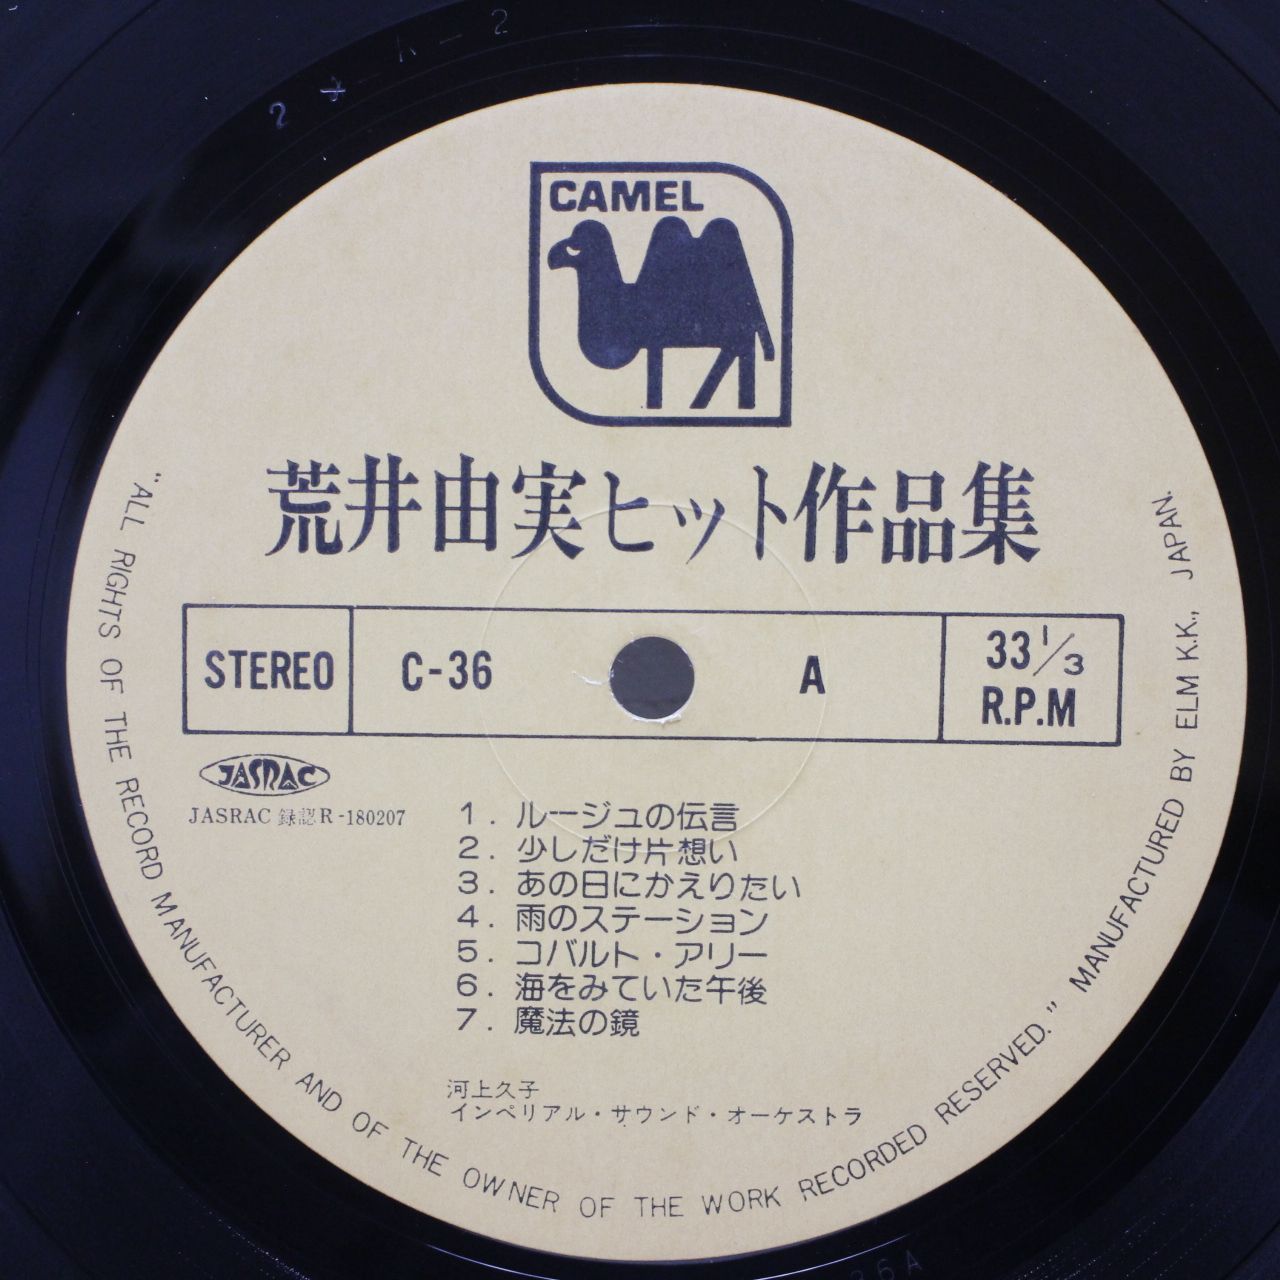 CAMEL
荒井由実ヒット作品集
STEREO C-36 A 33 1/3 R.P.M
JASRAC
JASRAC 録認R-180207
1. ルージュの伝言
2. 少しだけ片想い
3. あの日にかえりたい
4. 雨のステーション
5. コバルト・アリー
6. 海をみていた午後
7. 魔法の鏡
河上久子
インペリアル・サウンド・オーケストラ
"ALL RIGHTS OF THE RECORD MANUFACTURER AND OF THE OWNER OF THE WORK RECORDED RESERVED." MANUFACTURED BY ELM K.K., JAPAN.